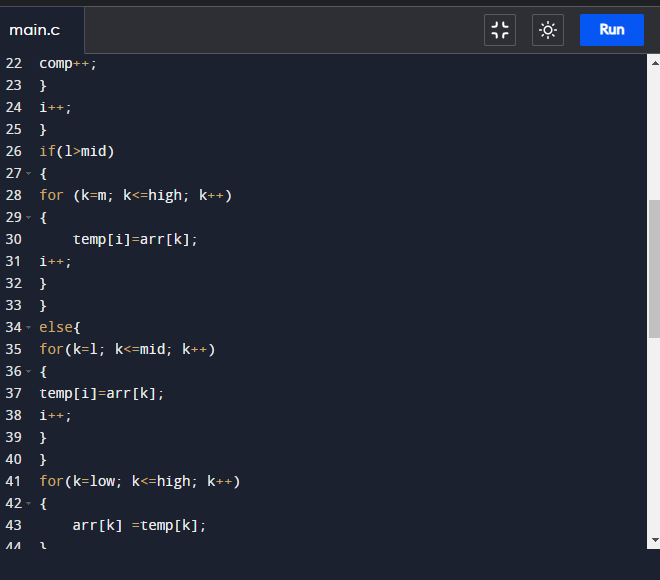 main.c
Run
22 comp++;
23 }
24 i++;
25 }
26 if(l>mid)
27 {
28 for (k=m; k<=high; k++)
29 {
30 temp[i]=arr[k];
31 i++;
32 }
33 }
34 else{
35 for(k=l; k<=mid; k++)
36 {
37 temp[i]=arr[k];
38 i++;
39 }
40 }
41 for(k=low; k<=high; k++)
42 {
43 arr[k] =temp[k];
44 }